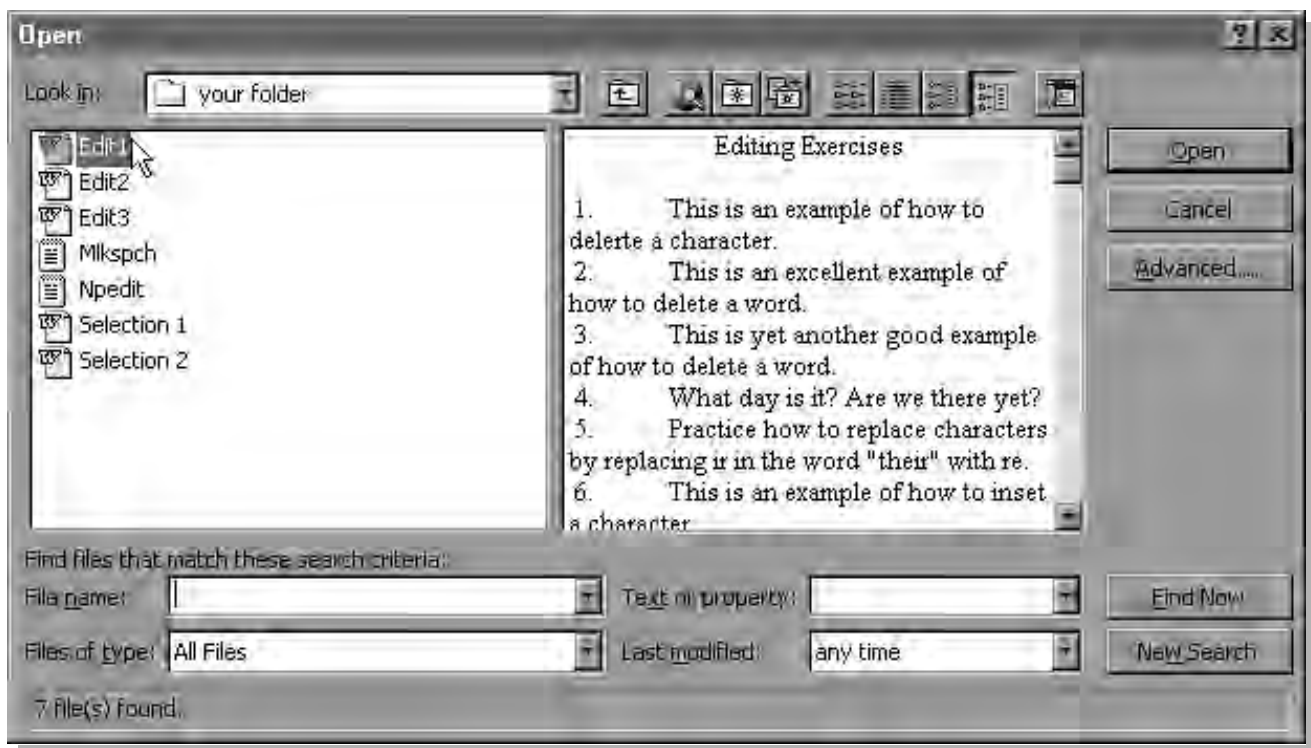 Open
Look in: your folder
Edit1
Edit2
Edit3
Mlkspch
Npedit
Selection 1
Selection 2
Editing Exercises
1. This is an example of how to
delerte a character.
2. This is an excellent example of
how to delete a word.
3. This is yet another good example
of how to delete a word.
4. What day is it? Are we there yet?
5. Practice how to replace characters
by replacing ir in the word "their" with re.
6. This is an example of how to inset
a character
Open
Cancel
Advanced...
Find files that match these search criteria:
File name:
Text or property:
Find Now
Files of type: All Files
Last modified: any time
New Search
7 file(s) found.